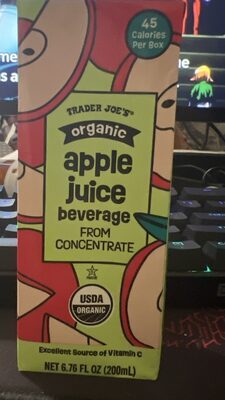 45
Calories
Per Box
TRADER JOE'S®
organic
apple
juice
beverage
FROM
CONCENTRATE
USDA
ORGANIC
Excellent Source of Vitamin C
NET 6.76 FL OZ (200mL)